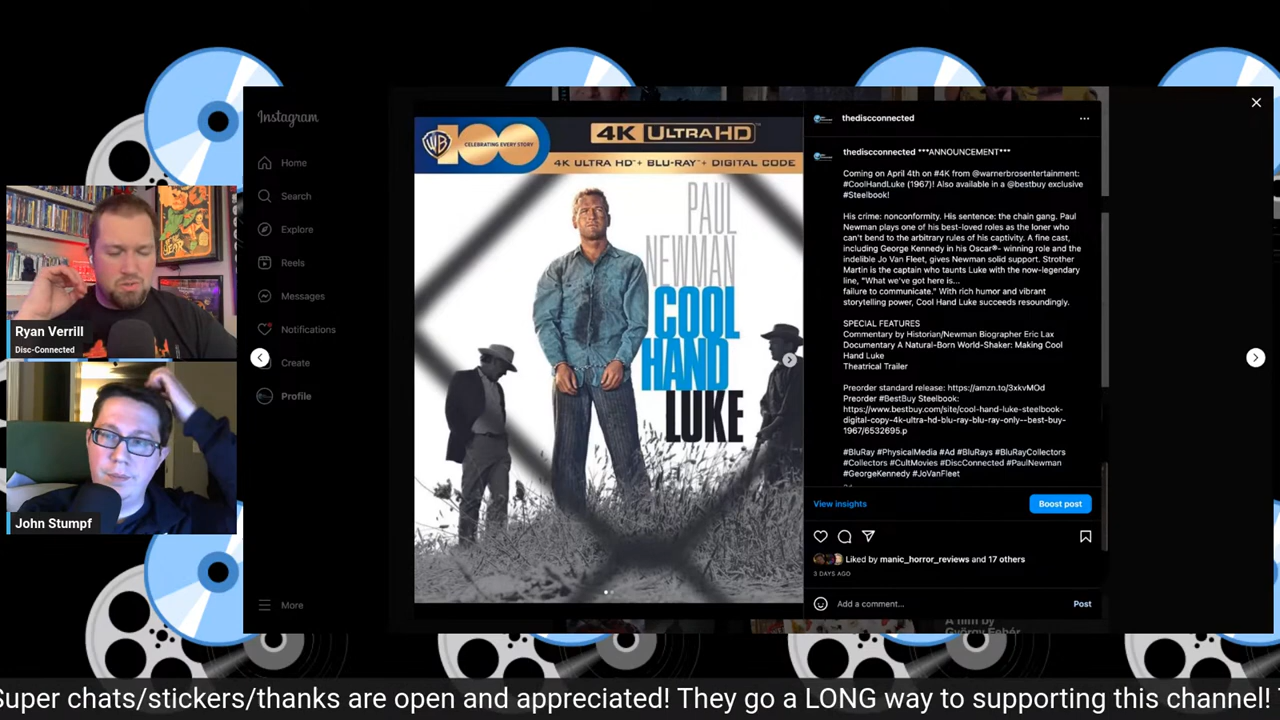 Instagram
Home
Search
Explore
Reels
Messages
Notifications
Create
Profile
More
WB 100 CELEBRATING EVERY STORY
4K ULTRA HD™
4K ULTRA HD + BLU-RAY + DIGITAL CODE
PAUL
NEWMAN
COOL
HAND
LUKE
thediscconnected
thediscconnected ***ANNOUNCEMENT***
Coming on April 4th on #4K from @warnerbrosentertainment:
#CoolHandLuke (1967)! Also available in a @bestbuy exclusive
#Steelbook!
His crime: nonconformity. His sentence: the chain gang. Paul
Newman plays one of his best-loved roles as the loner who
can't bend to the arbitrary rules of his captivity. A fine cast,
including George Kennedy in his Oscar®- winning role and the
indelible Jo Van Fleet, gives Newman solid support. Strother
Martin is the captain who taunts Luke with the now-legendary
line, "What we've got here is...
failure to communicate." With rich humor and vibrant
storytelling power, Cool Hand Luke succeeds resoundingly.
SPECIAL FEATURES
Commentary by Historian/Newman Biographer Eric Lax
Documentary A Natural-Born World-Shaker: Making Cool
Hand Luke
Theatrical Trailer
Preorder standard release: https://amzn.to/3xkvMOd
Preorder #BestBuy Steelbook:
https://www.bestbuy.com/site/cool-hand-luke-steelbook-
digital-copy-4k-ultra-hd-blu-ray-blu-ray-only--best-buy-
1967/6532695.p
#BluRay #PhysicalMedia #Ad #BluRays #BluRayCollectors
#Collectors #CultMovies #DiscConnected #PaulNewman
#GeorgeKennedy #JoVanFleet
View insights
Boost post
Liked by manic_horror_reviews and 17 others
3 DAYS AGO
Add a comment...
Post
A film by
György Fehér
Ryan Verrill
Disc-Connected
John Stumpf
Super chats/stickers/thanks are open and appreciated! They go a LONG way to supporting this channel!